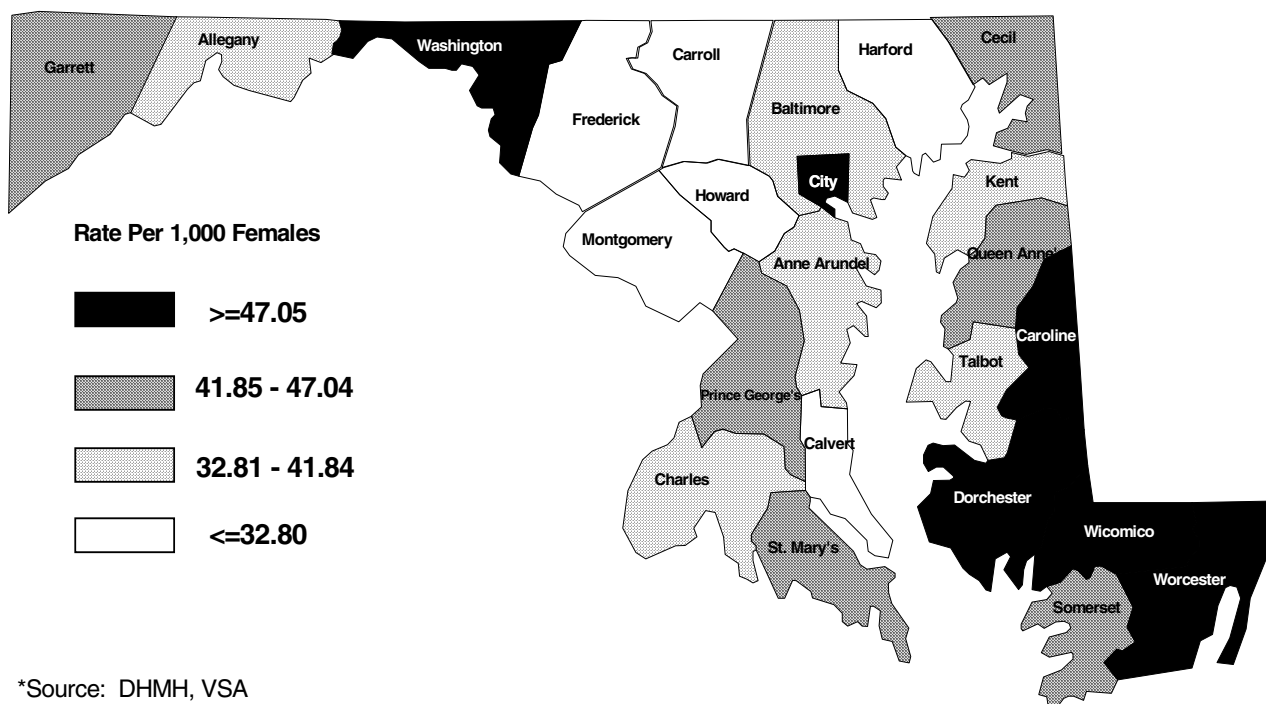 Garrett
Allegany
Washington
Frederick
Carroll
Baltimore
Harford
Cecil
City
Howard
Montgomery
Kent
Queen Anne's
Anne Arundel
Caroline
Talbot
Prince George's
Calvert
Charles
St. Mary's
Dorchester
Wicomico
Worcester
Somerset
Rate Per 1,000 Females
>=47.05
41.85 - 47.04
32.81 - 41.84
<=32.80
*Source: DHMH, VSA